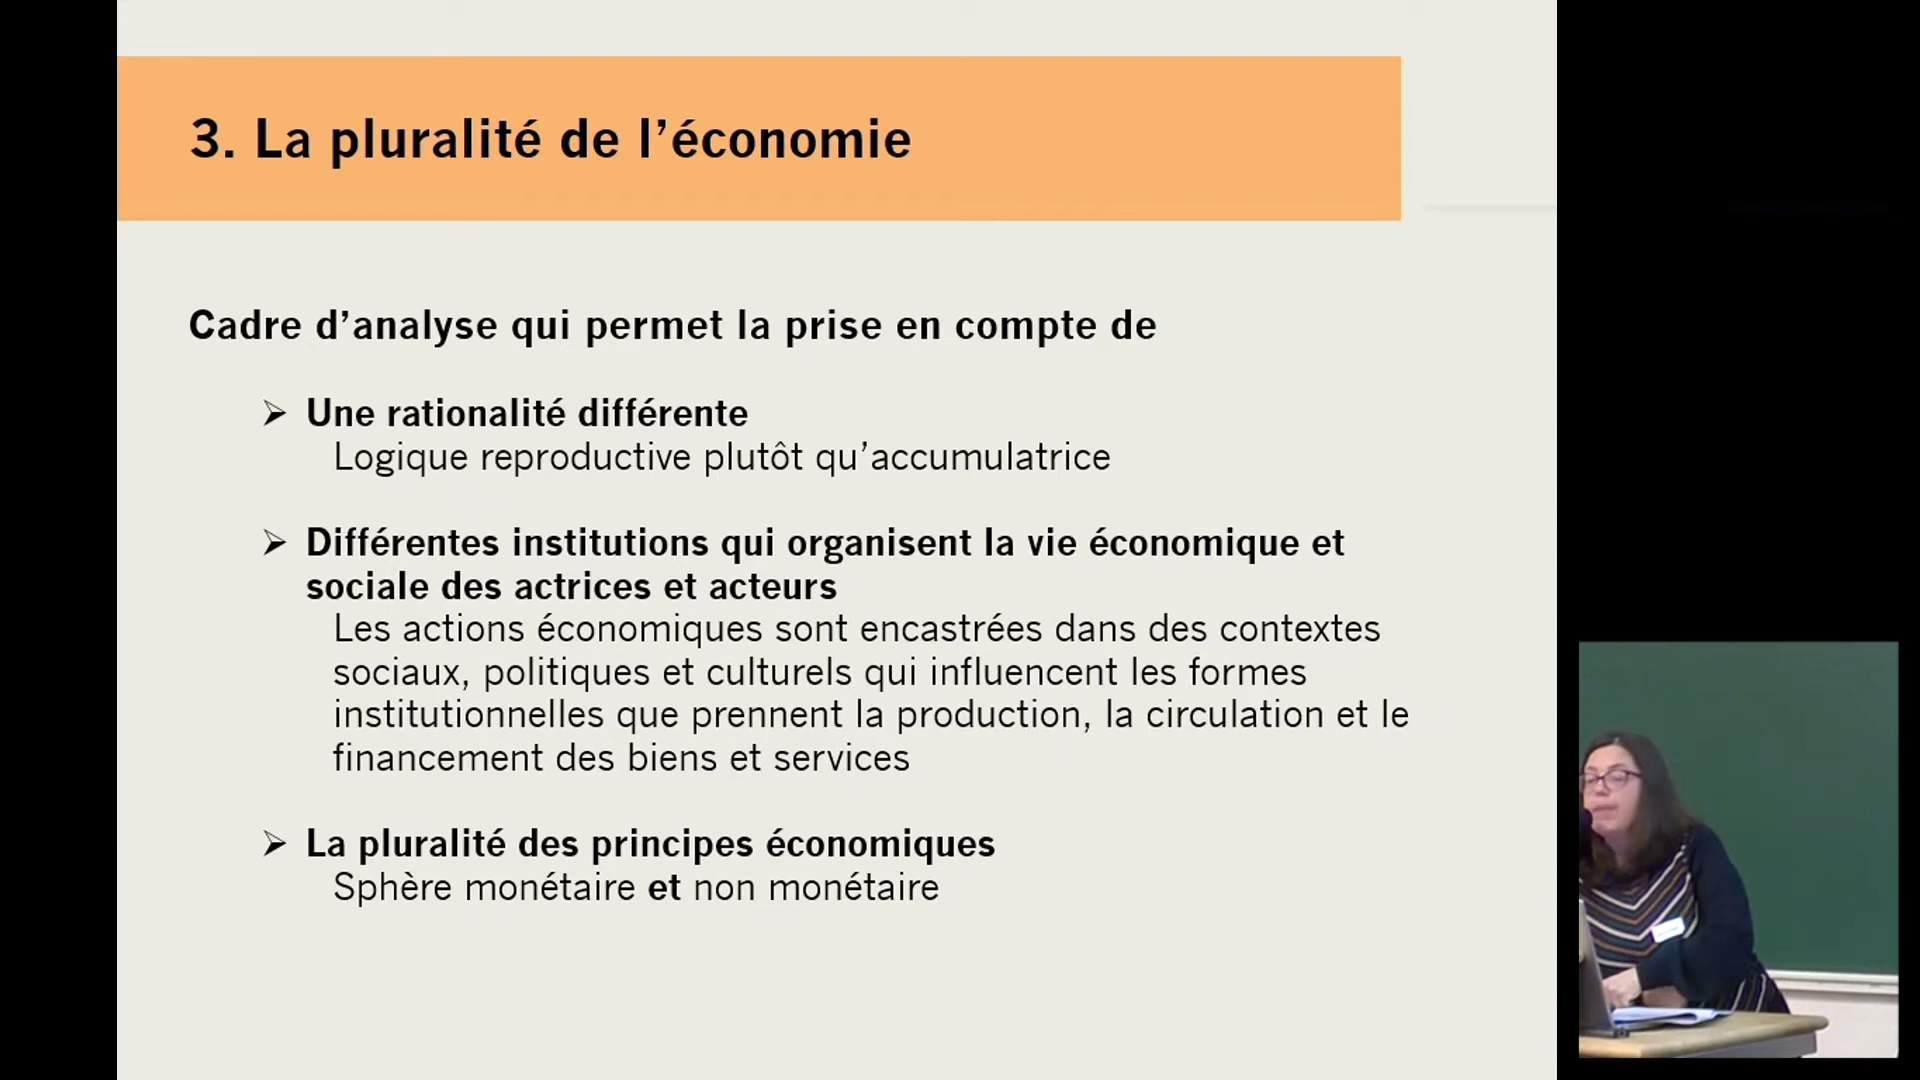 3. La pluralité de l’économie
Cadre d’analyse qui permet la prise en compte de
➢ Une rationalité différente
Logique reproductive plutôt qu’accumulatrice
➢ Différentes institutions qui organisent la vie économique et
sociale des actrices et acteurs
Les actions économiques sont encastrées dans des contextes
sociaux, politiques et culturels qui influencent les formes
institutionnelles que prennent la production, la circulation et le
financement des biens et services
➢ La pluralité des principes économiques
Sphère monétaire et non monétaire